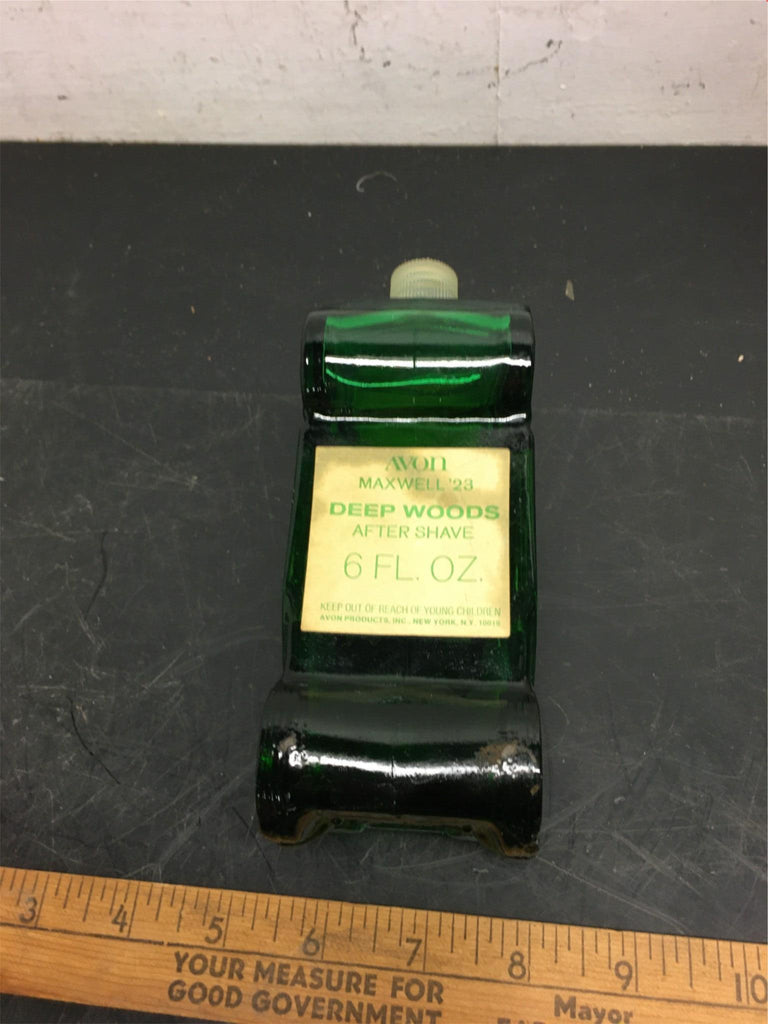 AVON
MAXWELL '23
DEEP WOODS
AFTER SHAVE
6 FL. OZ.
KEEP OUT OF REACH OF YOUNG CHILDREN
AVON PRODUCTS, INC., NEW YORK, N.Y. 10019
3 4 5 6 7 8 9 10
YOUR MEASURE FOR
GOOD GOVERNMENT
Mayor